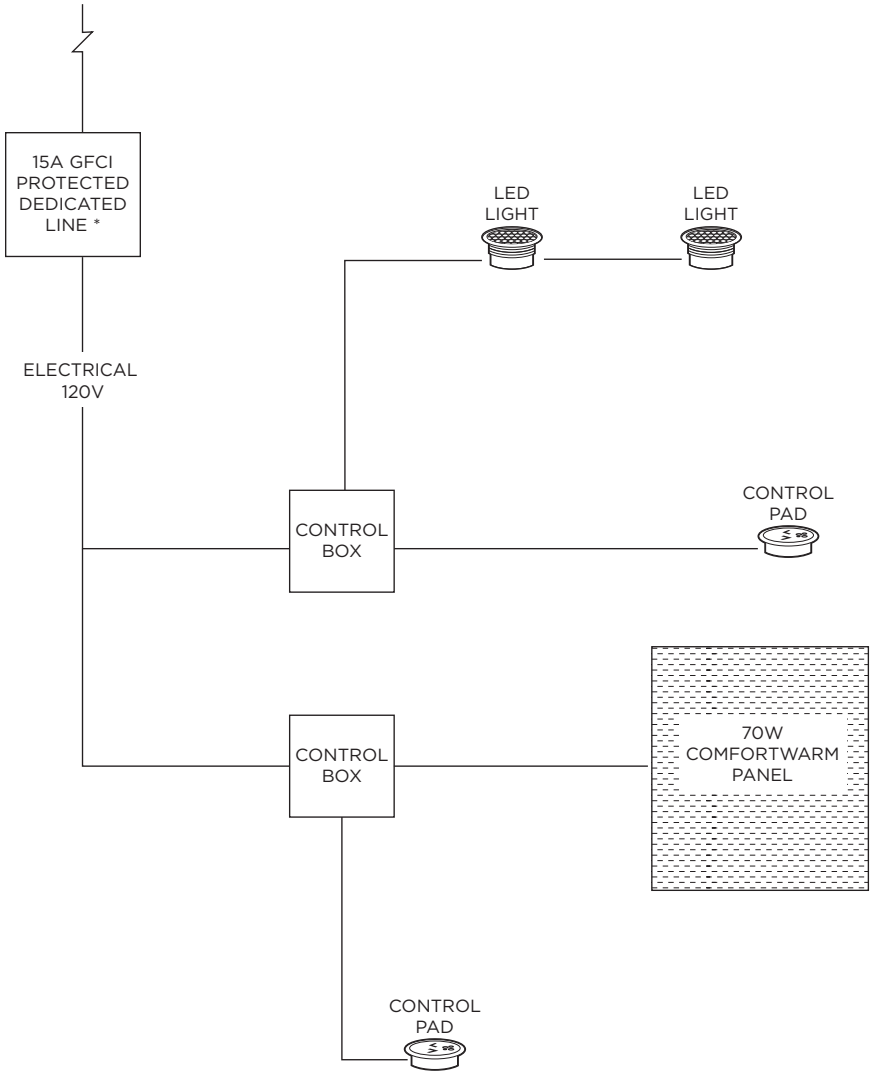 15A GFCI
PROTECTED
DEDICATED
LINE *
LED
LIGHT
LED
LIGHT
ELECTRICAL
120V
CONTROL
BOX
CONTROL
PAD
CONTROL
BOX
70W
COMFORTWARM
PANEL
CONTROL
PAD